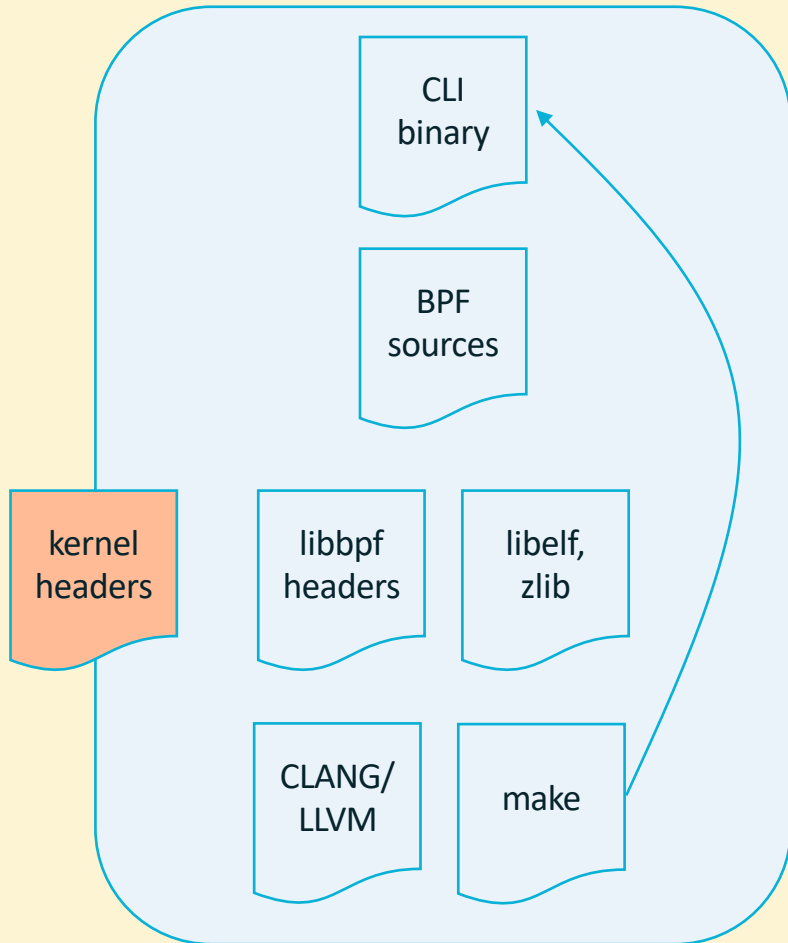 CLI
binary
BPF
sources
kernel
headers
libbpf
headers
libelf,
zlib
CLANG/
LLVM
make